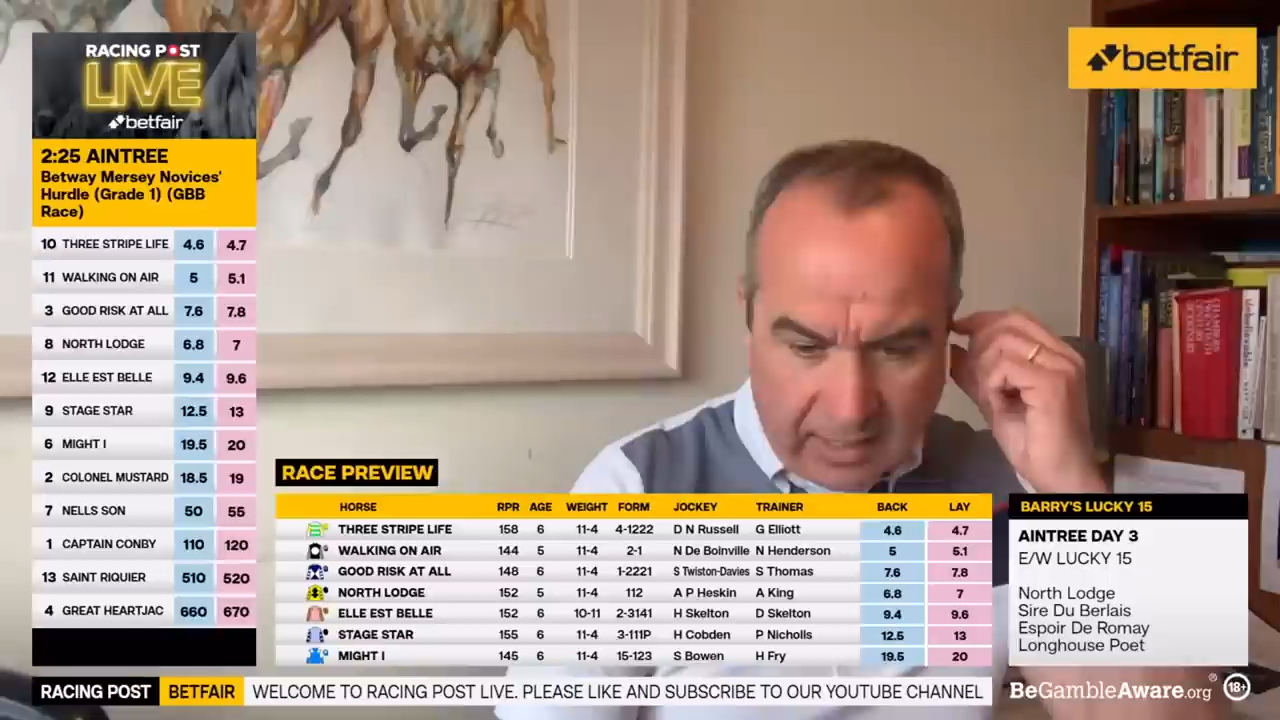 RACING POST
LIVE
betfair
2:25 AINTREE
Betway Mersey Novices'
Hurdle (Grade 1) (GBB
Race)
10 THREE STRIPE LIFE 4.6 4.7
11 WALKING ON AIR 5 5.1
3 GOOD RISK AT ALL 7.6 7.8
8 NORTH LODGE 6.8 7
12 ELLE EST BELLE 9.4 9.6
9 STAGE STAR 12.5 13
6 MIGHT I 19.5 20
2 COLONEL MUSTARD 18.5 19
7 NELLS SON 50 55
1 CAPTAIN CONBY 110 120
13 SAINT RIQUIER 510 520
4 GREAT HEARTJAC 660 670
betfair
RACE PREVIEW
HORSE RPR AGE WEIGHT FORM JOCKEY TRAINER BACK LAY
THREE STRIPE LIFE 158 6 11-4 4-1222 D N Russell G Elliott 4.6 4.7
WALKING ON AIR 144 5 11-4 2-1 N De Boinville N Henderson 5 5.1
GOOD RISK AT ALL 148 6 11-4 1-2221 S Twiston-Davies S Thomas 7.6 7.8
NORTH LODGE 152 5 11-4 112 A P Heskin A King 6.8 7
ELLE EST BELLE 152 6 10-11 2-3141 H Skelton D Skelton 9.4 9.6
STAGE STAR 155 6 11-4 3-111P H Cobden P Nicholls 12.5 13
MIGHT I 145 6 11-4 15-123 S Bowen H Fry 19.5 20
BARRY'S LUCKY 15
AINTREE DAY 3
E/W LUCKY 15
North Lodge
Sire Du Berlais
Espoir De Romay
Longhouse Poet
RACING POST BETFAIR WELCOME TO RACING POST LIVE. PLEASE LIKE AND SUBSCRIBE TO OUR YOUTUBE CHANNEL
BeGambleAware.org® 18+